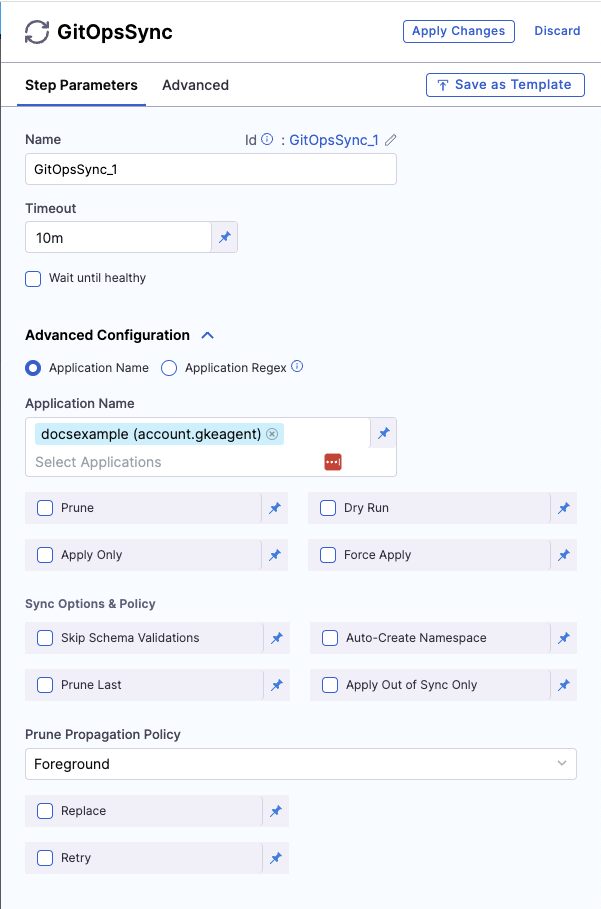 GitOpsSync
Apply Changes
Discard
Step Parameters
Advanced
Save as Template
Name
Id : GitOpsSync_1
GitOpsSync_1
Timeout
10m
Wait until healthy
Advanced Configuration
Application Name
Application Regex
Application Name
docsexample (account.gkeagent)
Select Applications
Prune
Dry Run
Apply Only
Force Apply
Sync Options & Policy
Skip Schema Validations
Auto-Create Namespace
Prune Last
Apply Out of Sync Only
Prune Propagation Policy
Foreground
Replace
Retry